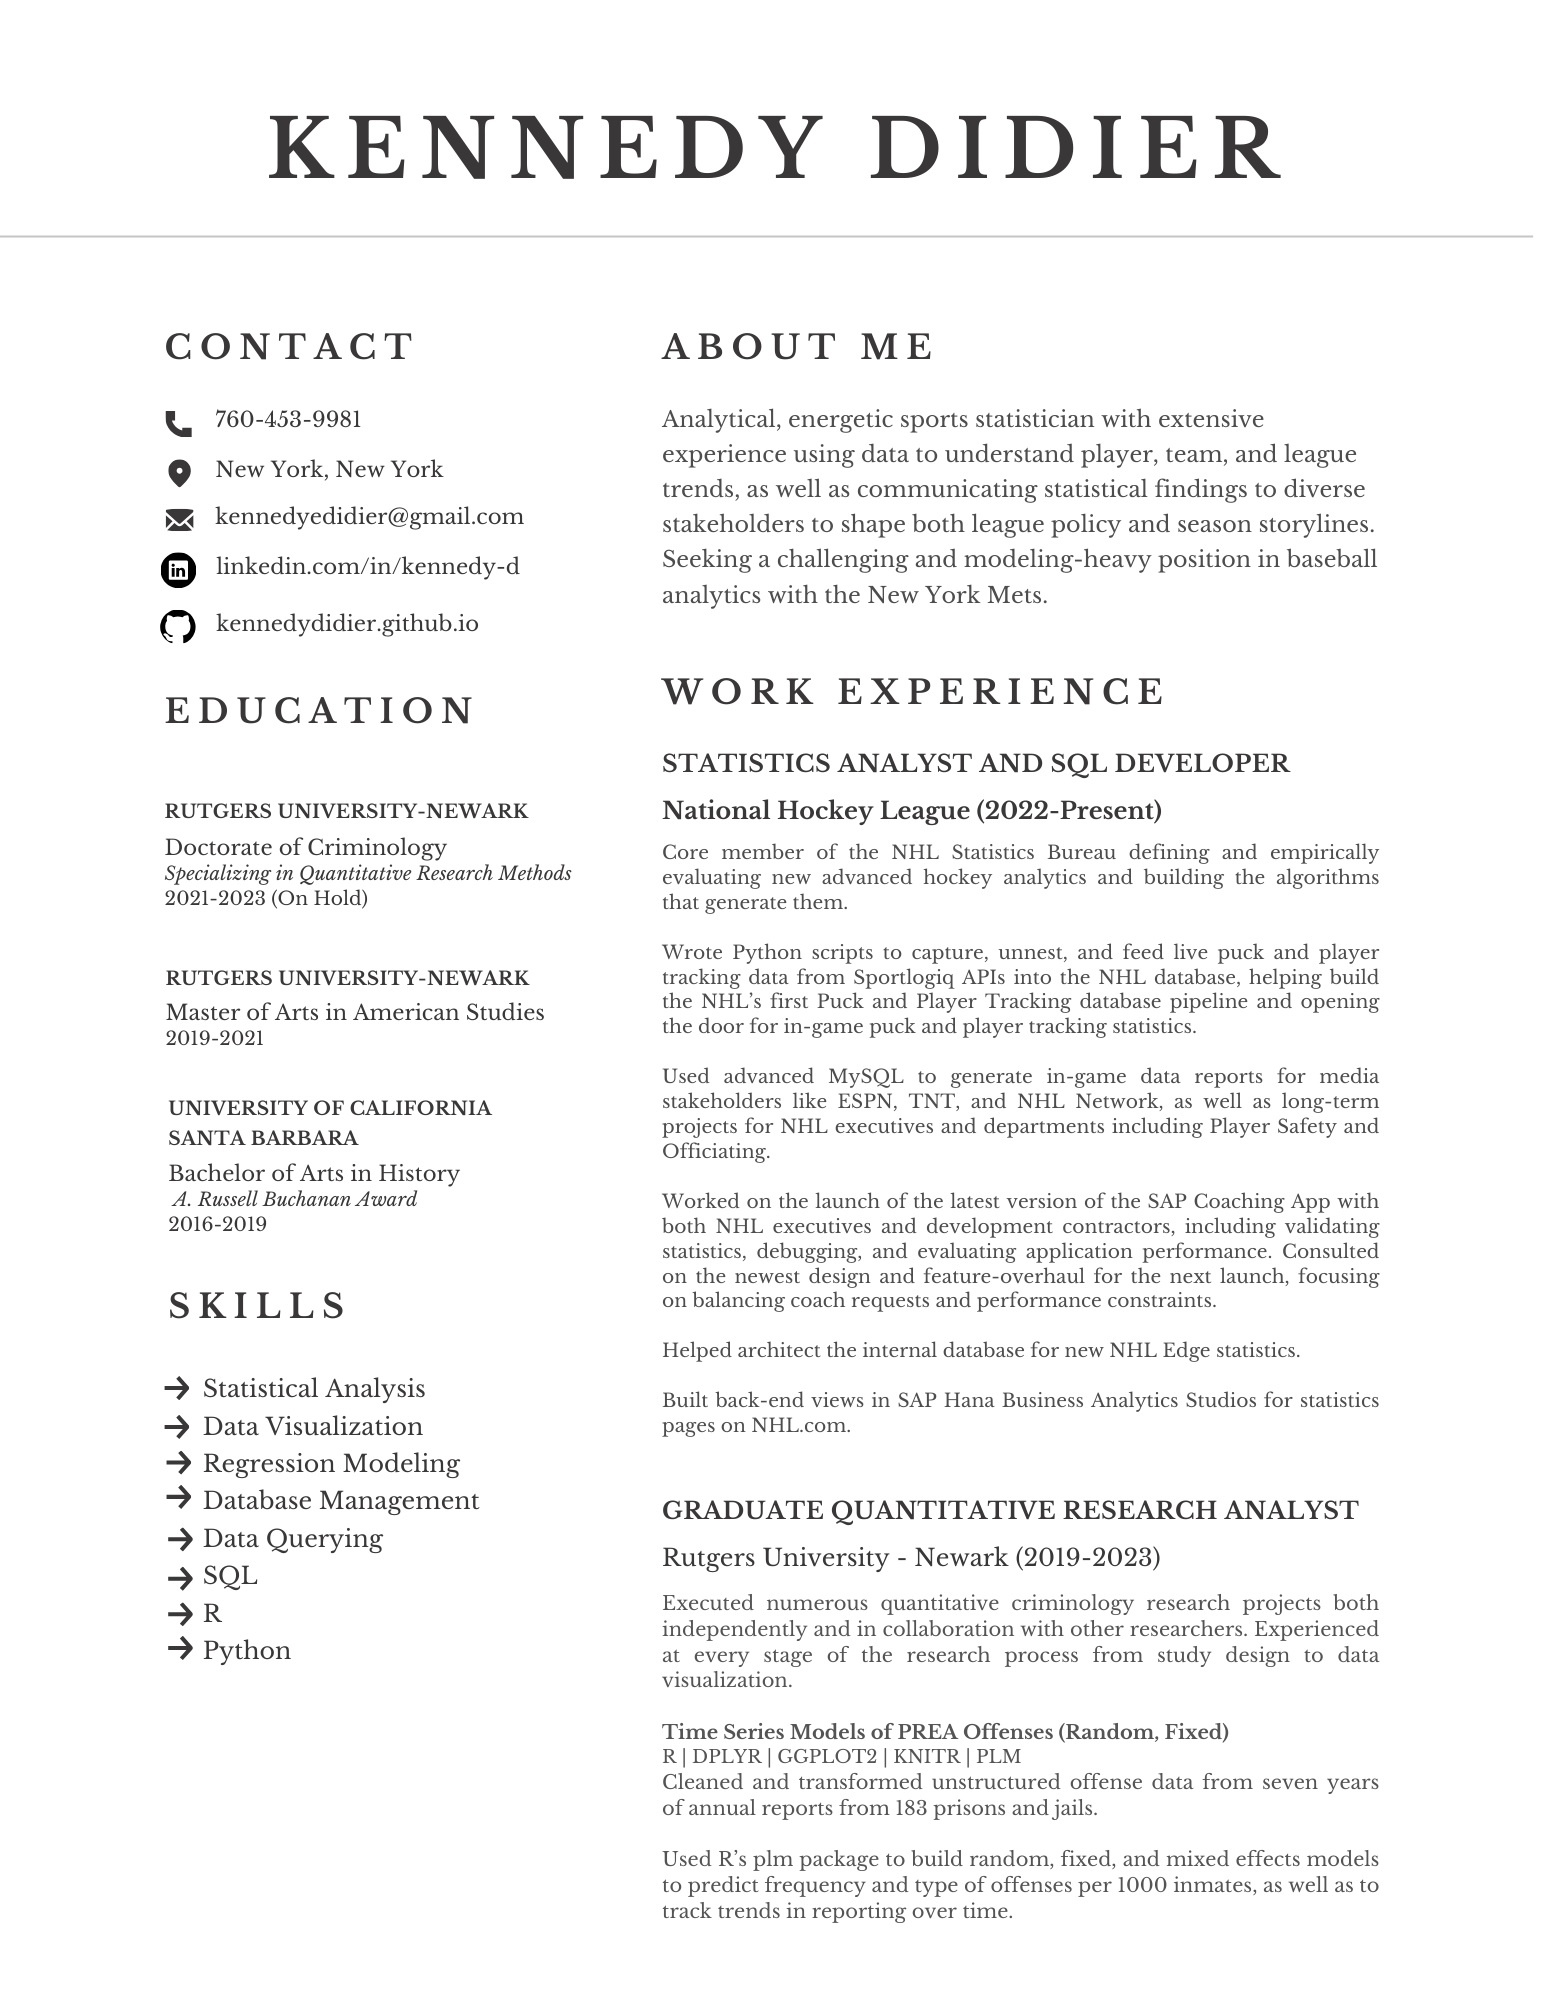 KENNEDY DIDIER
CONTACT
760-453-9981
New York, New York
kennedyedidier@gmail.com
linkedin.com/in/kennedy-d
kennedydidier.github.io
EDUCATION
RUTGERS UNIVERSITY-NEWARK
Doctorate of Criminology
Specializing in Quantitative Research Methods
2021-2023 (On Hold)
RUTGERS UNIVERSITY-NEWARK
Master of Arts in American Studies
2019-2021
UNIVERSITY OF CALIFORNIA
SANTA BARBARA
Bachelor of Arts in History
A. Russell Buchanan Award
2016-2019
SKILLS
Statistical Analysis
Data Visualization
Regression Modeling
Database Management
Data Querying
SQL
R
Python
ABOUT ME
Analytical, energetic sports statistician with extensive
experience using data to understand player, team, and league
trends, as well as communicating statistical findings to diverse
stakeholders to shape both league policy and season storylines.
Seeking a challenging and modeling-heavy position in baseball
analytics with the New York Mets.
WORK EXPERIENCE
STATISTICS ANALYST AND SQL DEVELOPER
National Hockey League (2022-Present)
Core member of the NHL Statistics Bureau defining and empirically
evaluating new advanced hockey analytics and building the algorithms
that generate them.
Wrote Python scripts to capture, unnest, and feed live puck and player
tracking data from Sportlogiq APIs into the NHL database, helping build
the NHL’s first Puck and Player Tracking database pipeline and opening
the door for in-game puck and player tracking statistics.
Used advanced MySQL to generate in-game data reports for media
stakeholders like ESPN, TNT, and NHL Network, as well as long-term
projects for NHL executives and departments including Player Safety and
Officiating.
Worked on the launch of the latest version of the SAP Coaching App with
both NHL executives and development contractors, including validating
statistics, debugging, and evaluating application performance. Consulted
on the newest design and feature-overhaul for the next launch, focusing
on balancing coach requests and performance constraints.
Helped architect the internal database for new NHL Edge statistics.
Built back-end views in SAP Hana Business Analytics Studios for statistics
pages on NHL.com.
GRADUATE QUANTITATIVE RESEARCH ANALYST
Rutgers University - Newark (2019-2023)
Executed numerous quantitative criminology research projects both
independently and in collaboration with other researchers. Experienced
at every stage of the research process from study design to data
visualization.
Time Series Models of PREA Offenses (Random, Fixed)
R | DPLYR | GGPLOT2 | KNITR | PLM
Cleaned and transformed unstructured offense data from seven years
of annual reports from 183 prisons and jails.
Used R’s plm package to build random, fixed, and mixed effects models
to predict frequency and type of offenses per 1000 inmates, as well as to
track trends in reporting over time.